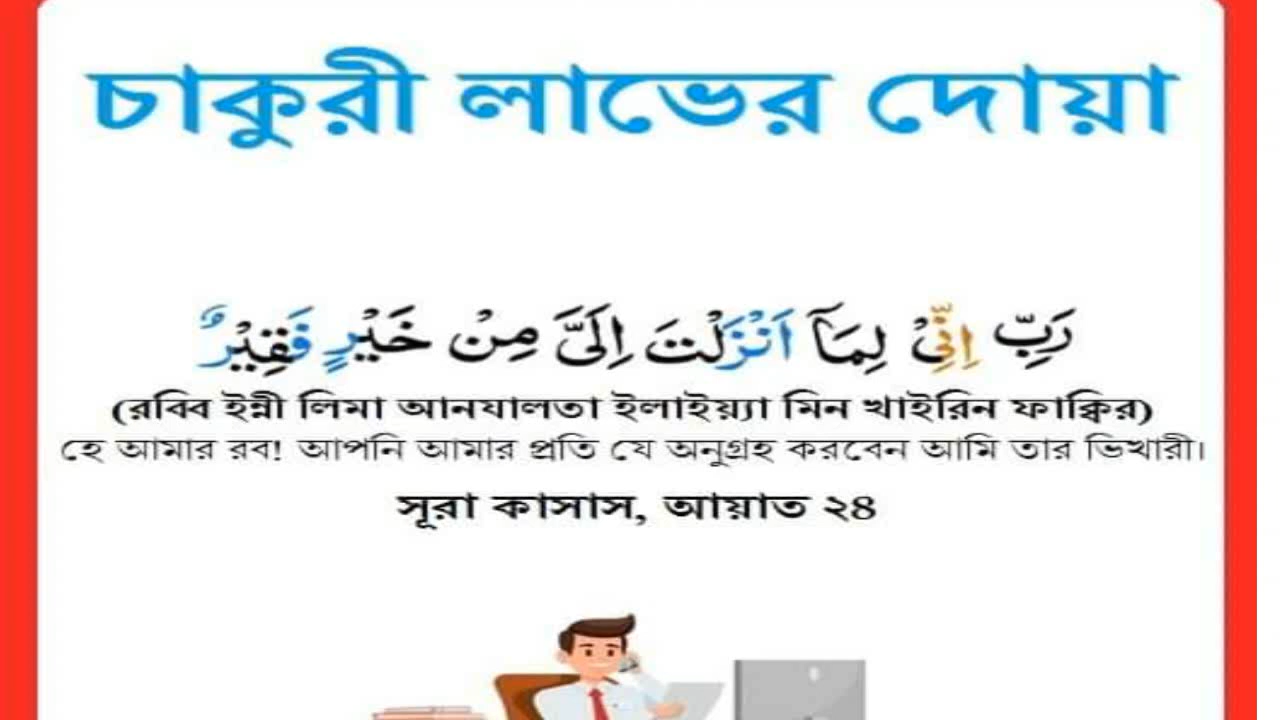 চাকুরী লাভের দোয়া
رَبِّ اِنِّىْ لِمَآ اَنْزَلْتَ اِلَىَّ مِنْ خَيْرٍ فَقِيْرٌ
(রব্বি ইন্নী লিমা আনযালতা ইলাইয়্যা মিন খাইরিন ফাক্বির)
হে আমার রব! আপনি আমার প্রতি যে অনুগ্রহ করবেন আমি তার ভিখারী।
সূরা কাসাস, আয়াত ২৪